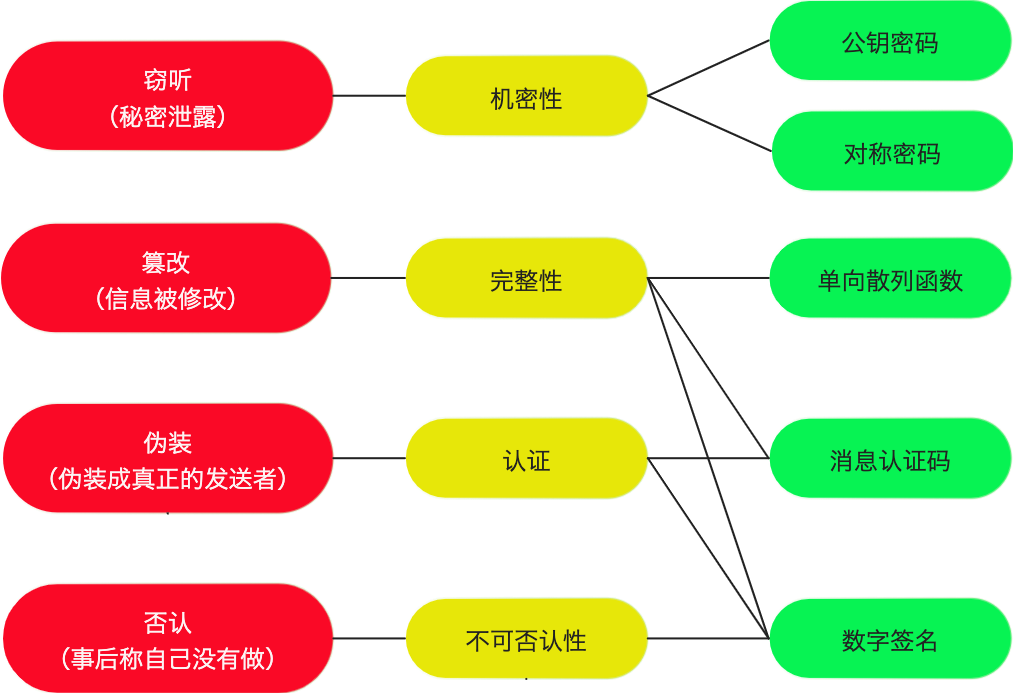 窃听
（秘密泄露）
机密性
公钥密码
对称密码
篡改
（信息被修改）
完整性
单向散列函数
伪装
（伪装成真正的发送者）
认证
消息认证码
否认
（事后称自己没有做）
不可否认性
数字签名